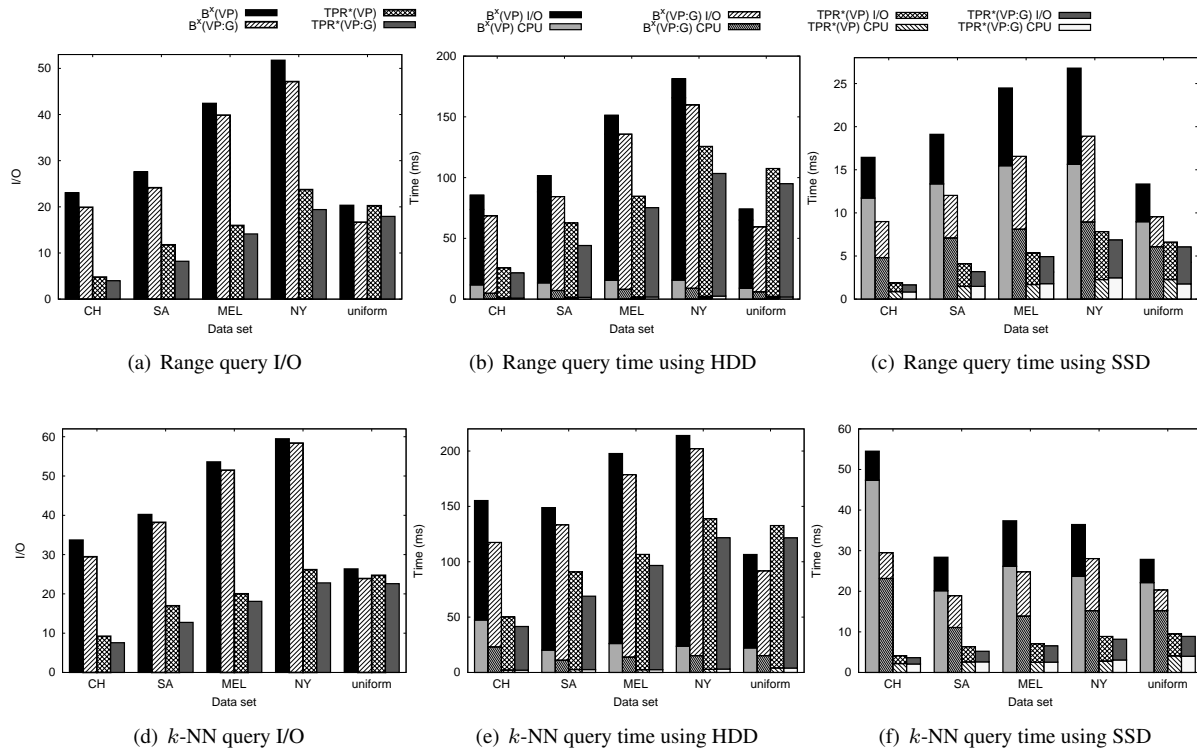 Bˣ(VP)
Bˣ(VP:G)
TPR*(VP)
TPR*(VP:G)
Bˣ(VP) I/O
Bˣ(VP) CPU
Bˣ(VP:G) I/O
Bˣ(VP:G) CPU
TPR*(VP) I/O
TPR*(VP) CPU
TPR*(VP:G) I/O
TPR*(VP:G) CPU
I/O
50
40
30
20
10
0
CH SA MEL NY uniform
Data set
(a) Range query I/O
Time (ms)
200
150
100
50
0
CH SA MEL NY uniform
Data set
(b) Range query time using HDD
Time (ms)
25
20
15
10
5
0
CH SA MEL NY uniform
Data set
(c) Range query time using SSD
I/O
60
50
40
30
20
10
0
CH SA MEL NY uniform
Data set
(d) k-NN query I/O
Time (ms)
200
150
100
50
0
CH SA MEL NY uniform
Data set
(e) k-NN query time using HDD
Time (ms)
60
50
40
30
20
10
0
CH SA MEL NY uniform
Data set
(f) k-NN query time using SSD